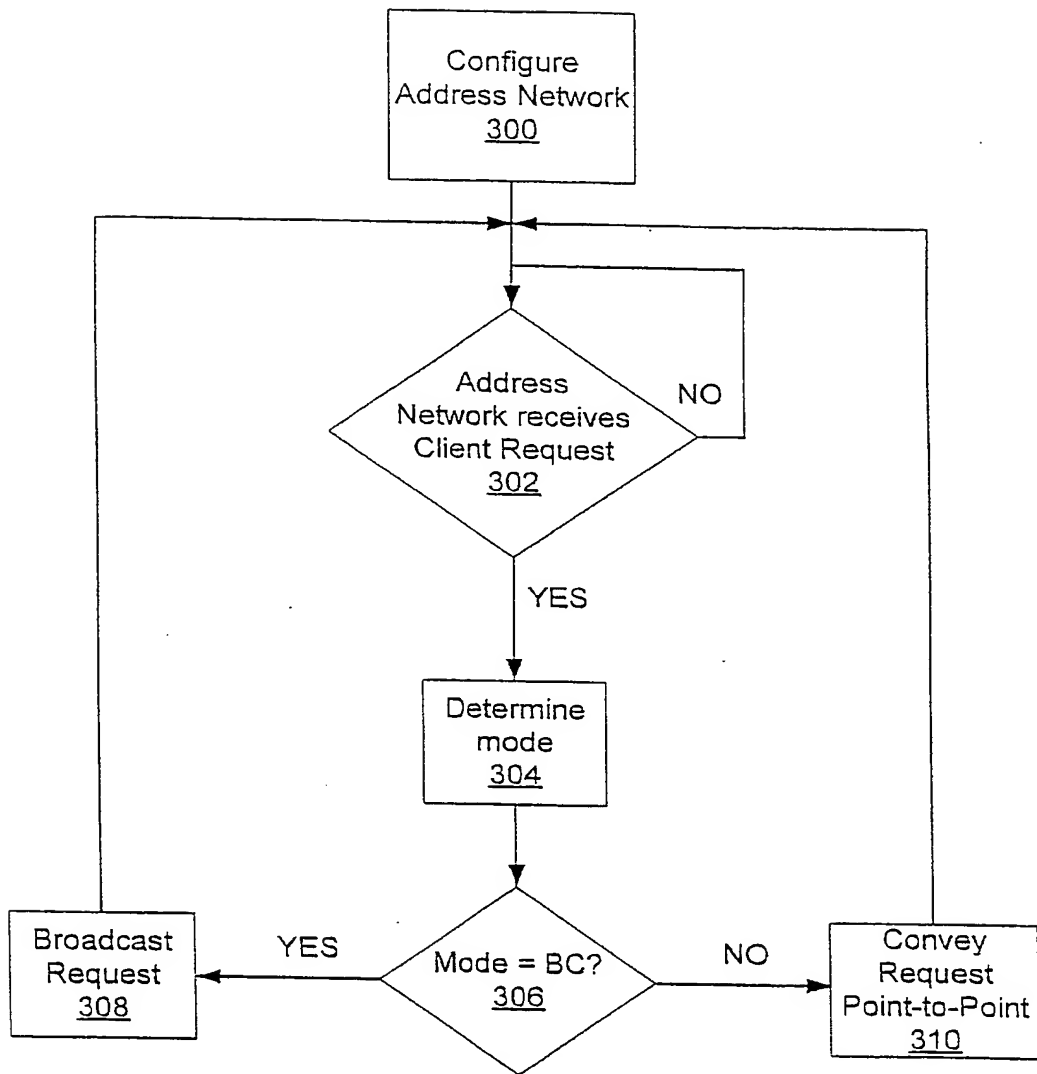 Configure
Address Network
300
Address
Network receives
Client Request
302
NO
YES
Determine
mode
304
Mode = BC?
306
YES
NO
Broadcast
Request
308
Convey
Request
Point-to-Point
310